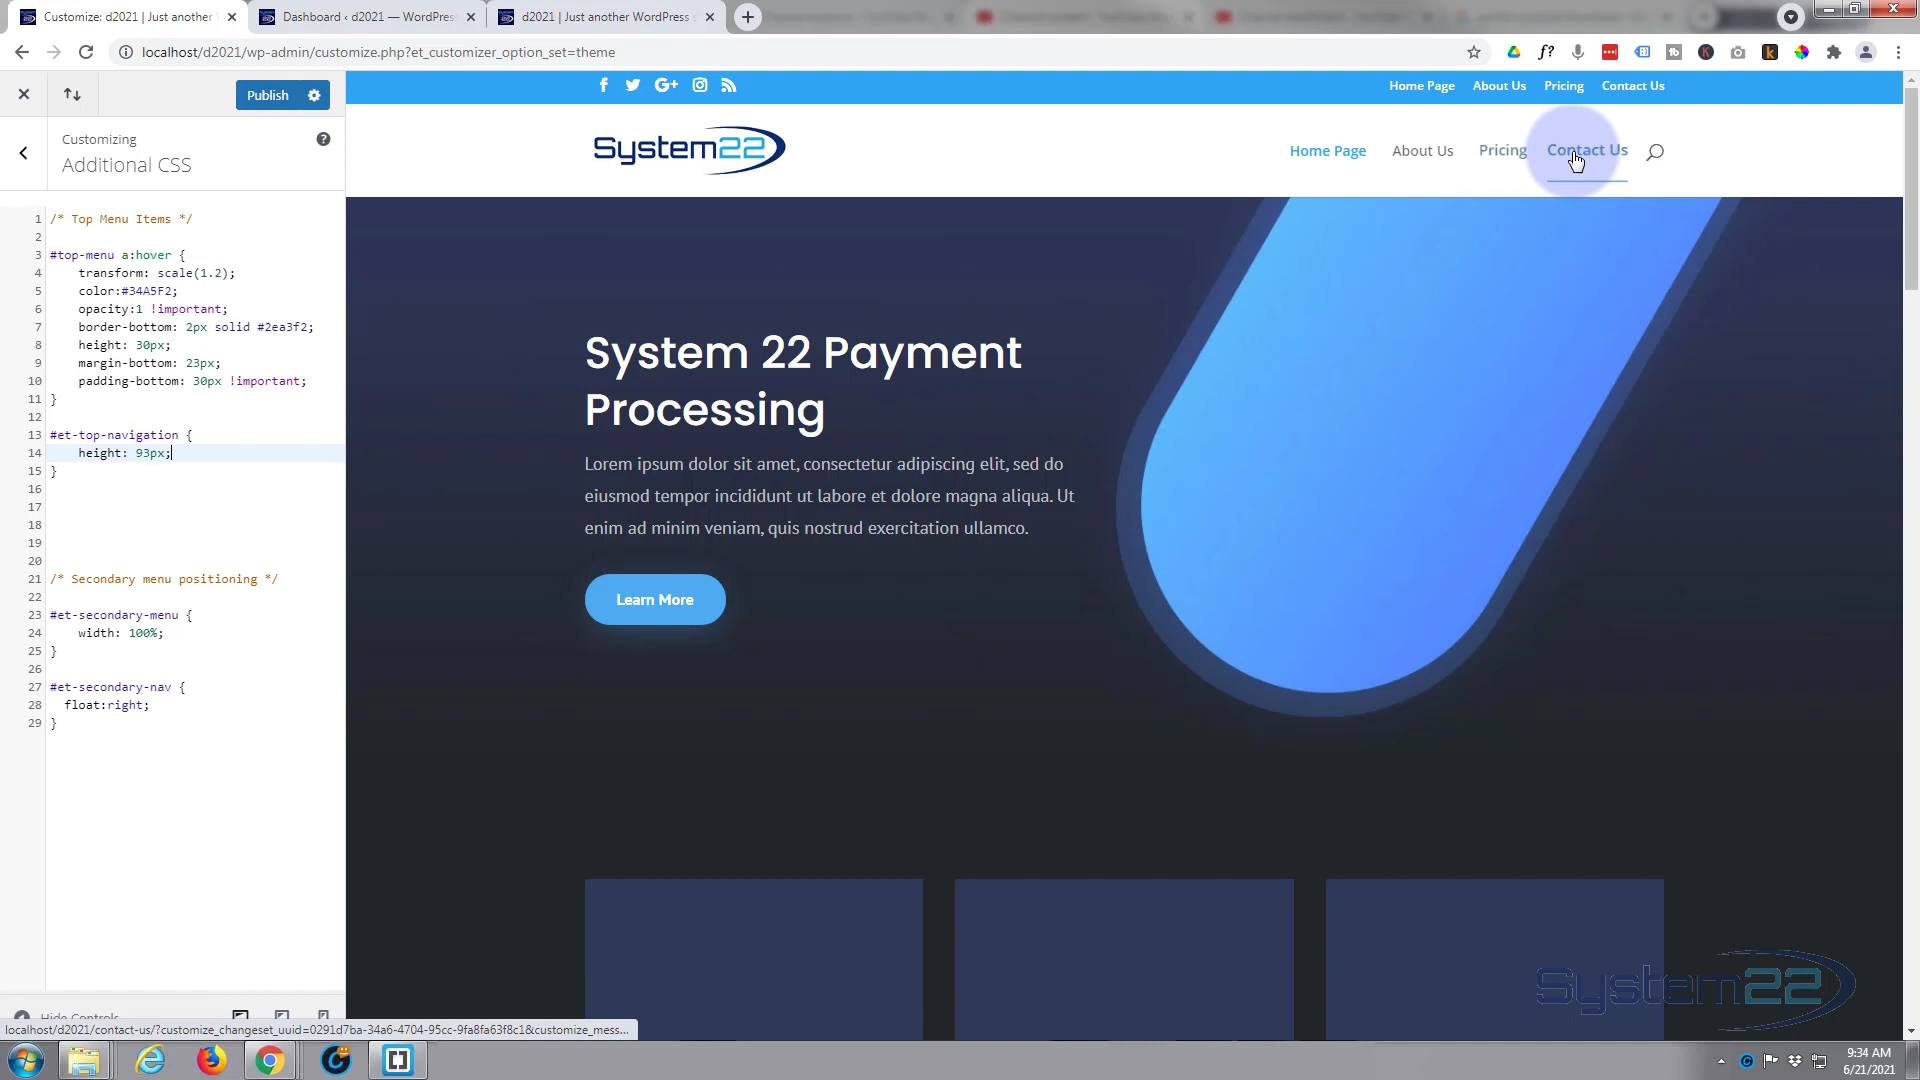 Customize: d2021 | Just another
Dashboard ‹ d2021 — WordPress
d2021 | Just another WordPress s
localhost/d2021/wp-admin/customize.php?et_customizer_option_set=theme
Publish
Customizing
Additional CSS
1 /* Top Menu Items */
2
3 #top-menu a:hover {
4 transform: scale(1.2);
5 color:#34A5F2;
6 opacity:1 !important;
7 border-bottom: 2px solid #2ea3f2;
8 height: 30px;
9 margin-bottom: 23px;
10 padding-bottom: 30px !important;
11 }
12
13 #et-top-navigation {
14 height: 93px;
15 }
16
17
18
19
20
21 /* Secondary menu positioning */
22
23 #et-secondary-menu {
24 width: 100%;
25 }
26
27 #et-secondary-nav {
28 float:right;
29 }
Hide Controls
localhost/d2021/contact-us/?customize_changeset_uuid=0291d7ba-34a6-4704-95cc-9fa8fa63f8c1&customize_mess...
Home Page About Us Pricing Contact Us
System22
Home Page About Us Pricing Contact Us
System 22 Payment
Processing
Lorem ipsum dolor sit amet, consectetur adipiscing elit, sed do
eiusmod tempor incididunt ut labore et dolore magna aliqua. Ut
enim ad minim veniam, quis nostrud exercitation ullamco.
Learn More
System22
9:34 AM
6/21/2021